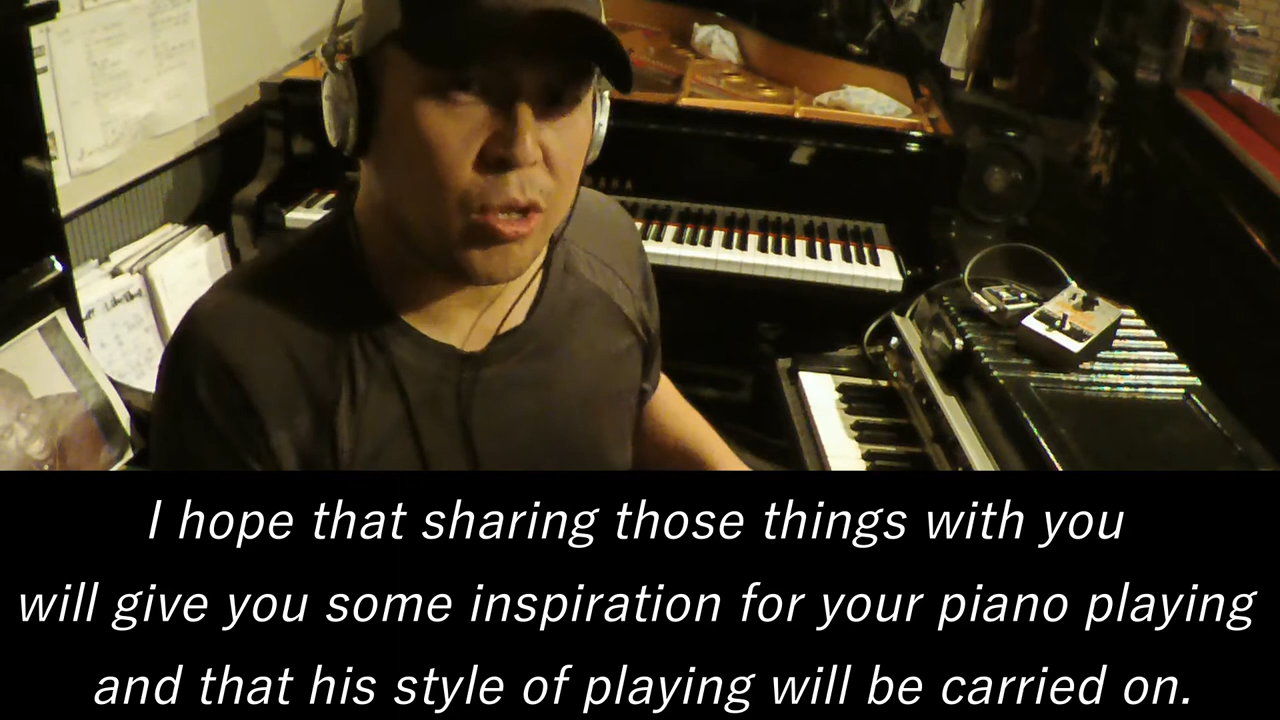 I hope that sharing those things with you
will give you some inspiration for your piano playing
and that his style of playing will be carried on.